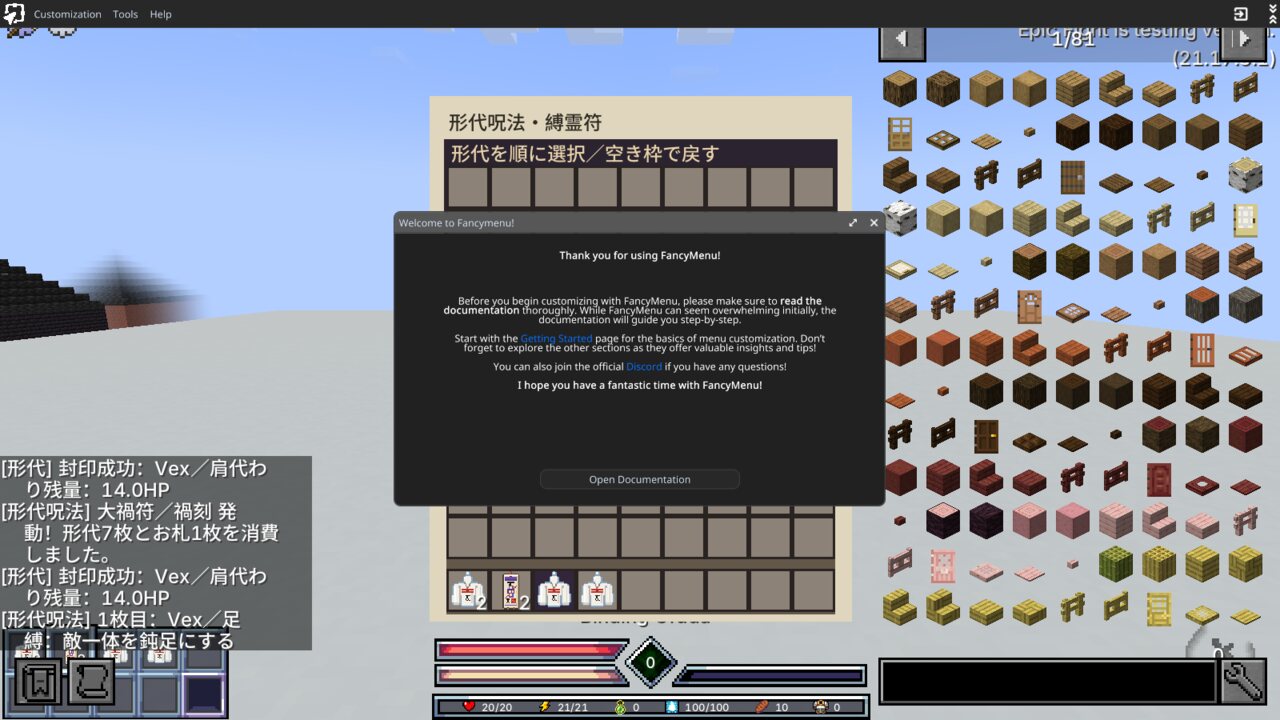 Customization Tools Help
1/81
形代呪法・縛霊符
形代を順に選択／空き枠で戻す
Welcome to Fancymenu!
Thank you for using FancyMenu!
Before you begin customizing with FancyMenu, please make sure to read the
documentation thoroughly. While FancyMenu can seem overwhelming initially, the
documentation will guide you step-by-step.
Start with the Getting Started page for the basics of menu customization. Don't
forget to explore the other sections as they offer valuable insights and tips!
You can also join the official Discord if you have any questions!
I hope you have a fantastic time with FancyMenu!
Open Documentation
[形代] 封印成功: Vex／肩代わ
り残量: 14.0HP
[形代呪法] 大禍符／禍刻 発
動! 形代7枚とお札1枚を消費
しました。
[形代] 封印成功: Vex／肩代わ
り残量: 14.0HP
[形代呪法] 1枚目: Vex／足
縛: 敵一体を鈍足にする
2
2
0
20/20
21/21
0
100/100
10
0